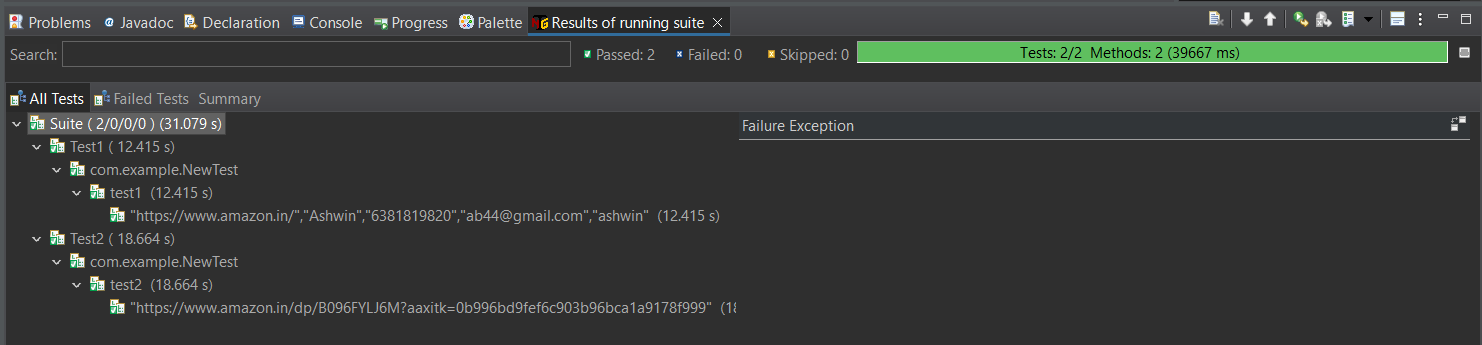 Problems @ Javadoc Declaration Console Progress Palette Results of running suite
Search: Passed: 2 Failed: 0 Skipped: 0 Tests: 2/2 Methods: 2 (39667 ms)
All Tests Failed Tests Summary
Suite ( 2/0/0/0 ) (31.079 s)
Failure Exception
Test1 ( 12.415 s)
com.example.NewTest
test1 (12.415 s)
"https://www.amazon.in/","Ashwin","6381819820","ab44@gmail.com","ashwin" (12.415 s)
Test2 ( 18.664 s)
com.example.NewTest
test2 (18.664 s)
"https://www.amazon.in/dp/B096FYLJ6M?aaxitk=0b996bd9fef6c903b96bca1a9178f999" (18